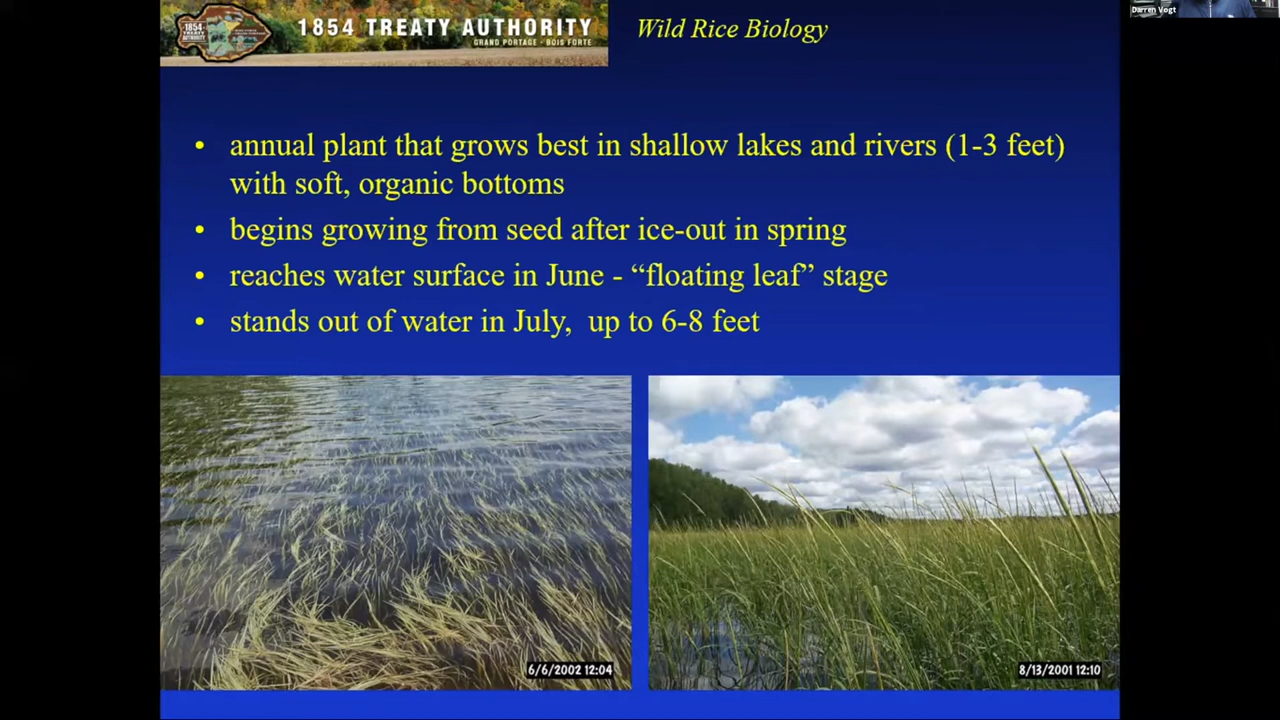 1854 TREATY AUTHORITY
GRAND PORTAGE - BOIS FORTE
1854
TREATY
AUTHORITY
Wild Rice Biology
Darren Vogt
• annual plant that grows best in shallow lakes and rivers (1-3 feet)
with soft, organic bottoms
• begins growing from seed after ice-out in spring
• reaches water surface in June - “floating leaf” stage
• stands out of water in July,  up to 6-8 feet
6/6/2002 12:04
8/13/2001 12:10